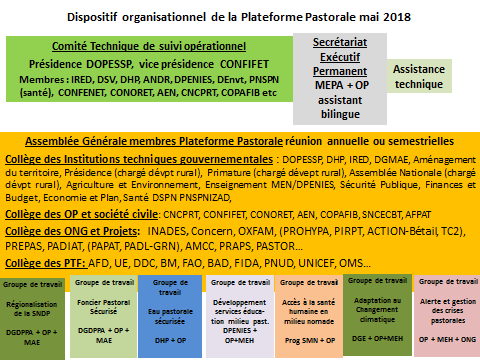 Dispositif organisationnel de la Plateforme Pastorale mai 2018
Comité Technique de suivi opérationnel
Présidence DOPESSP, vice présidence CONFIFET
Membres : IRED, DSV, DHP, ANDR, DPENIES, DEnvt, PNSPN
(santé), CONFENET, CONORET, AEN, CNCPRT, COPAFIB etc
Secrétariat
Exécutif
Permanent
MEPA + OP
assistant
bilingue
Assistance
technique
Assemblée Générale membres Plateforme Pastorale réunion annuelle ou semestrielles
Collège des Institutions techniques gouvernementales : DOPESSP, DHP, IRED, DGMAE, Aménagement
du territoire, Présidence (chargé dévpt rural), Primature (chargé dévept rural), Assemblée Nationale (chargé
dévpt rural), Agriculture et Environnement, Enseignement MEN/DPENIES, Sécurité Publique, Finances et
Budget, Economie et Plan, Santé DSPN PNSPNIZAD,
Collège des OP et société civile: CNCPRT, CONFIFET, CONORET, AEN, COPAFIB, SNCECBT, AFPAT
Collège des ONG et Projets: INADES, Concern, OXFAM, (PROHYPA, PIRPT, ACTION-Bétail, TC2),
PREPAS, PADIAT, (PAPAT, PADL-GRN), AMCC, PRAPS, PASTOR...
Collège des PTF: AFD, UE, DDC, BM, FAO, BAD, FIDA, PNUD, UNICEF, OMS...
Groupe de travail
Régionalisation
de la SNDP
DGDPPA + OP +
MAE
Groupe de travail
Foncier Pastoral
Sécurisé
DGDPPA + OP +
MAE
Groupe de travail
Eau pastorale
sécurisée
DHP + OP
Groupe de travail
Développement
services éduca-
tion milieu past.
DPENIES +
OP+MEH
Groupe de travail
Accès à la santé
humaine en
milieu nomade
Prog SMN + OP
Groupe de travail
Adaptation au
Changement
climatique
DGE + OP+MEH
Groupe de travail
Alerte et gestion
des crises
pastorales
OP + MEH + ONG